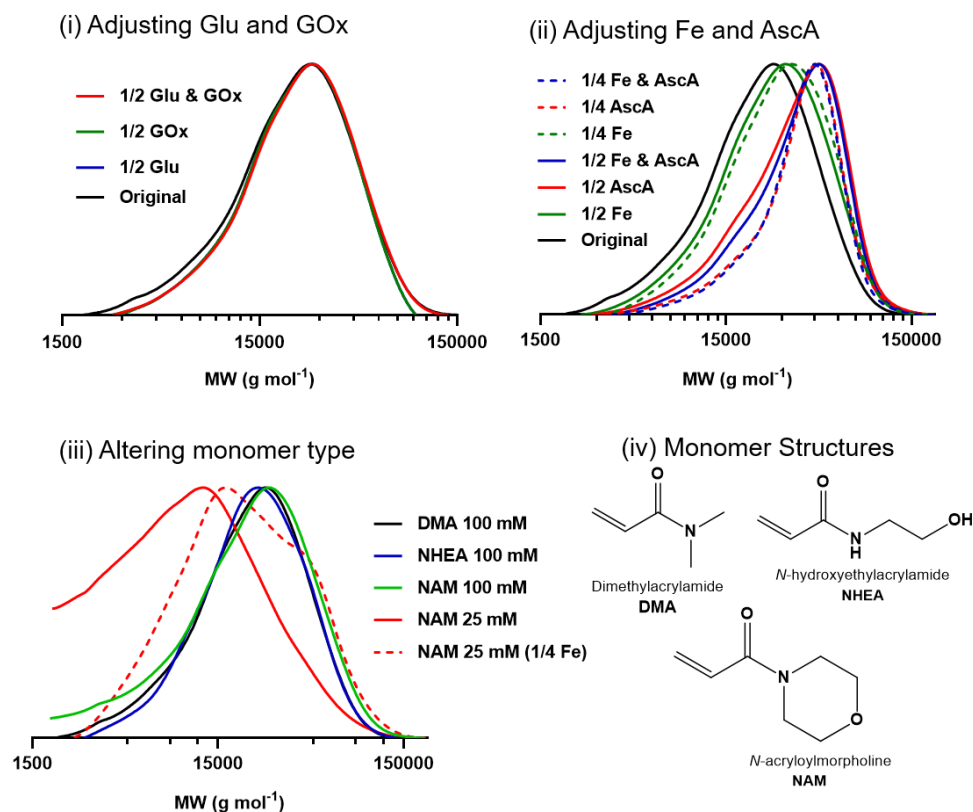 (i) Adjusting Glu and GOx
1/2 Glu & GOx
1/2 GOx
1/2 Glu
Original
1500
15000
150000
MW (g mol⁻¹)
(ii) Adjusting Fe and AscA
1/4 Fe & AscA
1/4 AscA
1/4 Fe
1/2 Fe & AscA
1/2 AscA
1/2 Fe
Original
1500
15000
150000
MW (g mol⁻¹)
(iii) Altering monomer type
DMA 100 mM
NHEA 100 mM
NAM 100 mM
NAM 25 mM
NAM 25 mM (1/4 Fe)
1500
15000
150000
MW (g mol⁻¹)
(iv) Monomer Structures
O
N
Dimethylacrylamide
DMA
O
N
H
OH
N-hydroxyethylacrylamide
NHEA
O
N
O
N-acryloylmorpholine
NAM